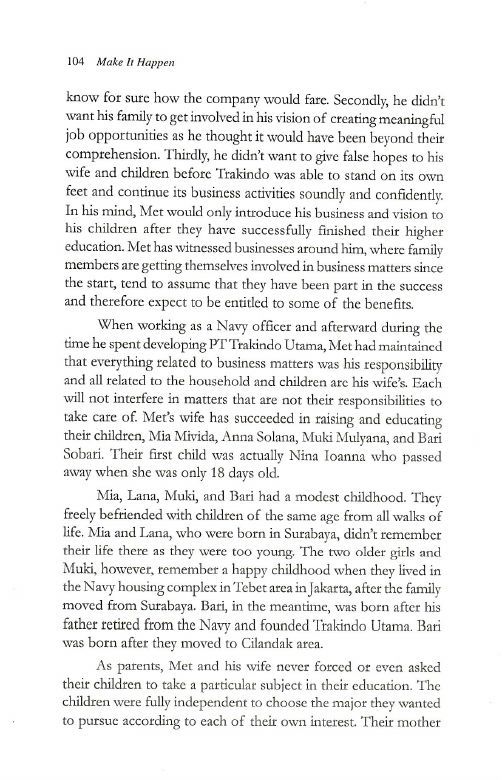 104 Make It Happen
know for sure how the company would fare. Secondly, he didn't
want his family to get involved in his vision of creating meaningful
job opportunities as he thought it would have been beyond their
comprehension. Thirdly, he didn't want to give false hopes to his
wife and children before Trakindo was able to stand on its own
feet and continue its business activities soundly and confidently.
In his mind, Met would only introduce his business and vision to
his children after they have successfully finished their higher
education. Met has witnessed businesses around him, where family
members are getting themselves involved in business matters since
the start, tend to assume that they have been part in the success
and therefore expect to be entitled to some of the benefits.
When working as a Navy officer and afterward during the
time he spent developing PT Trakindo Utama, Met had maintained
that everything related to business matters was his responsibility
and all related to the household and children are his wife's. Each
will not interfere in matters that are not their responsibilities to
take care of. Met's wife has succeeded in raising and educating
their children, Mia Mivida, Anna Solana, Muki Mulyana, and Bari
Sobari. Their first child was actually Nina Ioanna who passed
away when she was only 18 days old.
Mia, Lana, Muki, and Bari had a modest childhood. They
freely befriended with children of the same age from all walks of
life. Mia and Lana, who were born in Surabaya, didn't remember
their life there as they were too young. The two older girls and
Muki, however, remember a happy childhood when they lived in
the Navy housing complex in Tebet area in Jakarta, after the family
moved from Surabaya. Bari, in the meantime, was born after his
father retired from the Navy and founded Trakindo Utama. Bari
was born after they moved to Cilandak area.
As parents, Met and his wife never forced or even asked
their children to take a particular subject in their education. The
children were fully independent to choose the major they wanted
to pursue according to each of their own interest. Their mother